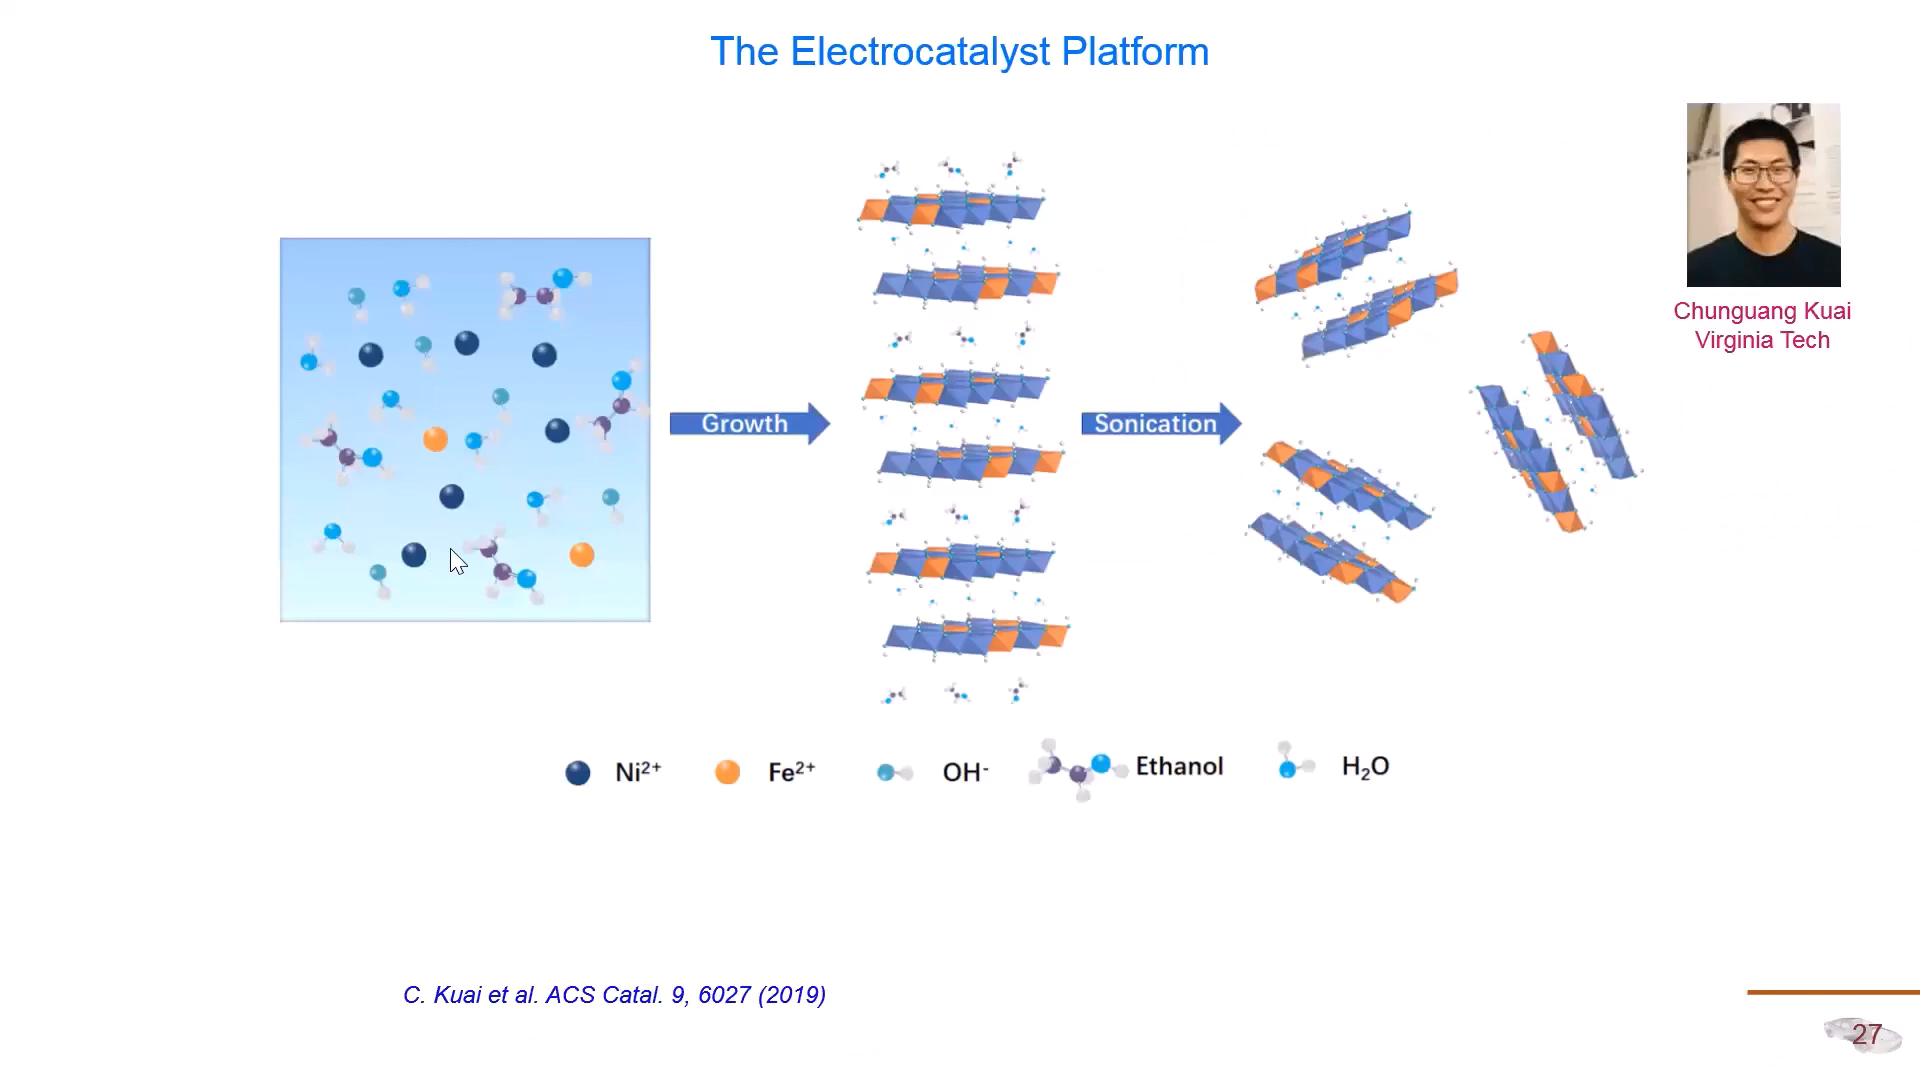 The Electrocatalyst Platform
Chunguang Kuai
Virginia Tech
Growth
Sonication
Ni²⁺
Fe²⁺
OH⁻
Ethanol
H₂O
C. Kuai et al. ACS Catal. 9, 6027 (2019)
27